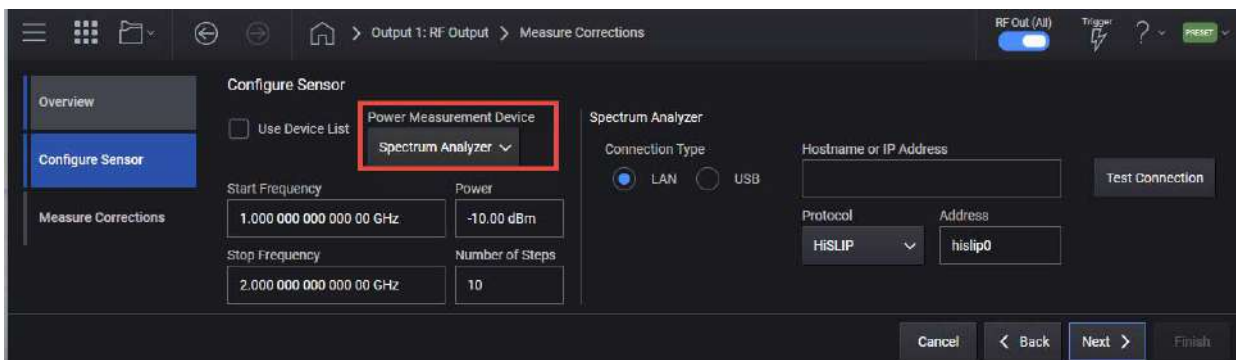 Output 1: RF Output > Measure Corrections
RF Out (All)
Trigger
?
PRESET
Overview
Configure Sensor
Measure Corrections
Configure Sensor
Use Device List
Power Measurement Device
Spectrum Analyzer
Start Frequency
Power
1.000 000 000 000 00 GHz
-10.00 dBm
Stop Frequency
Number of Steps
2.000 000 000 000 00 GHz
10
Spectrum Analyzer
Connection Type
LAN
USB
Hostname or IP Address
Test Connection
Protocol
Address
HiSLIP
hislip0
Cancel
< Back
Next >
Finish